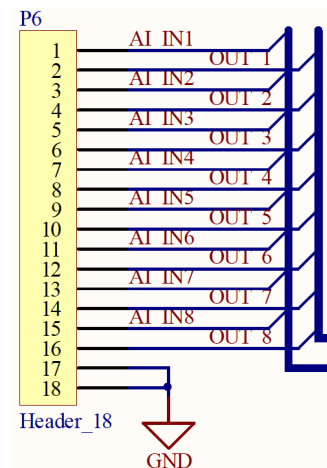 P6
1 AI_IN1
2 OUT_1
3 AI_IN2
4 OUT_2
5 AI_IN3
6 OUT_3
7 AI_IN4
8 OUT_4
9 AI_IN5
10 OUT_5
11 AI_IN6
12 OUT_6
13 AI_IN7
14 OUT_7
15 AI_IN8
16 OUT_8
17
18
Header_18
GND